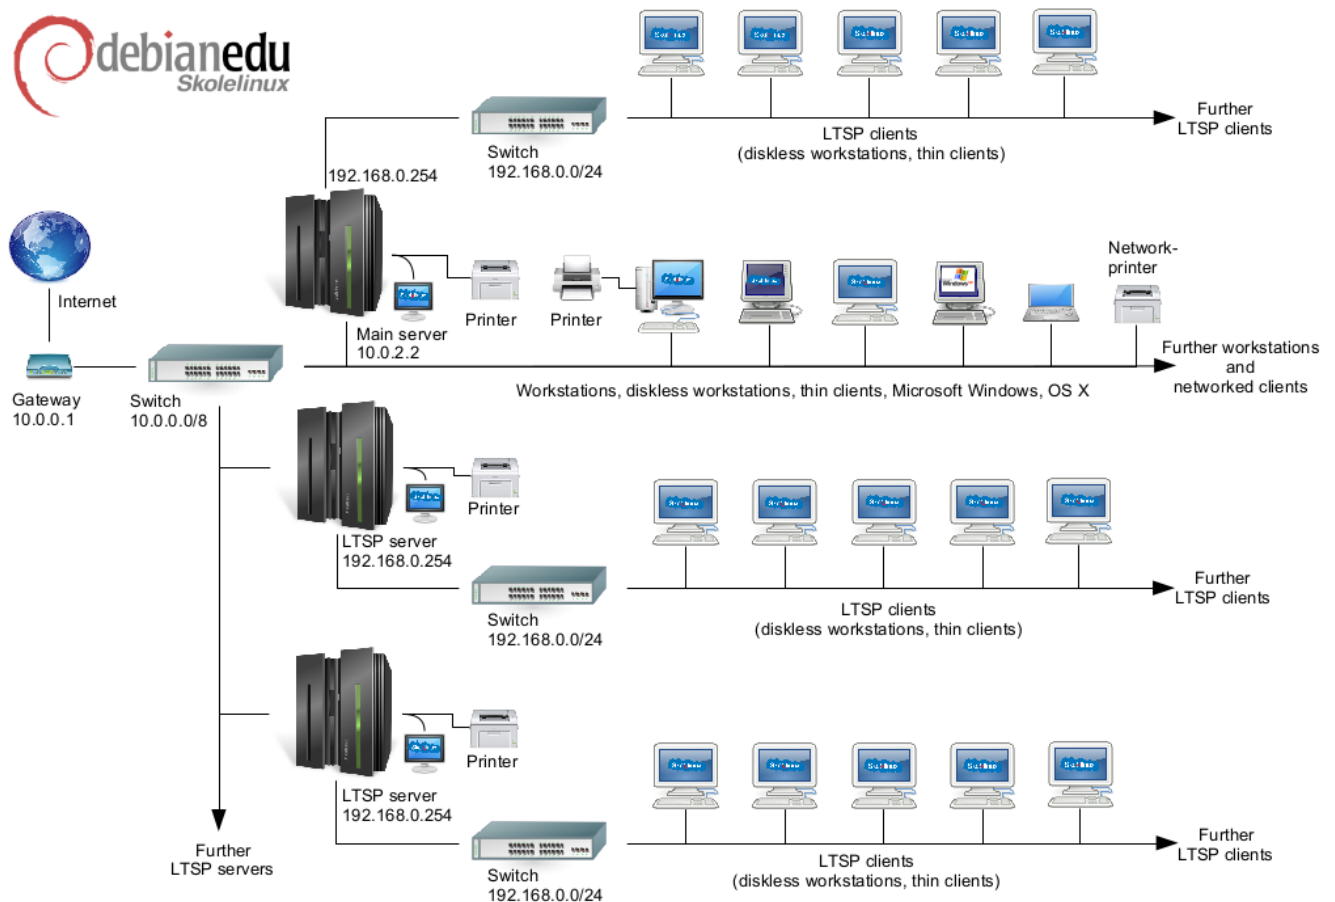 debianedu
Skolelinux
Further
LTSP clients
LTSP clients
(diskless workstations, thin clients)
Switch
192.168.0.0/24
192.168.0.254
Internet
Printer
Printer
Network-
printer
Main server
10.0.2.2
Windows
Further workstations
and
networked clients
Workstations, diskless workstations, thin clients, Microsoft Windows, OS X
Gateway
10.0.0.1
Switch
10.0.0.0/8
Printer
LTSP server
192.168.0.254
Switch
192.168.0.0/24
LTSP clients
(diskless workstations, thin clients)
Further
LTSP clients
Printer
LTSP server
192.168.0.254
Switch
192.168.0.0/24
LTSP clients
(diskless workstations, thin clients)
Further
LTSP clients
Further
LTSP servers